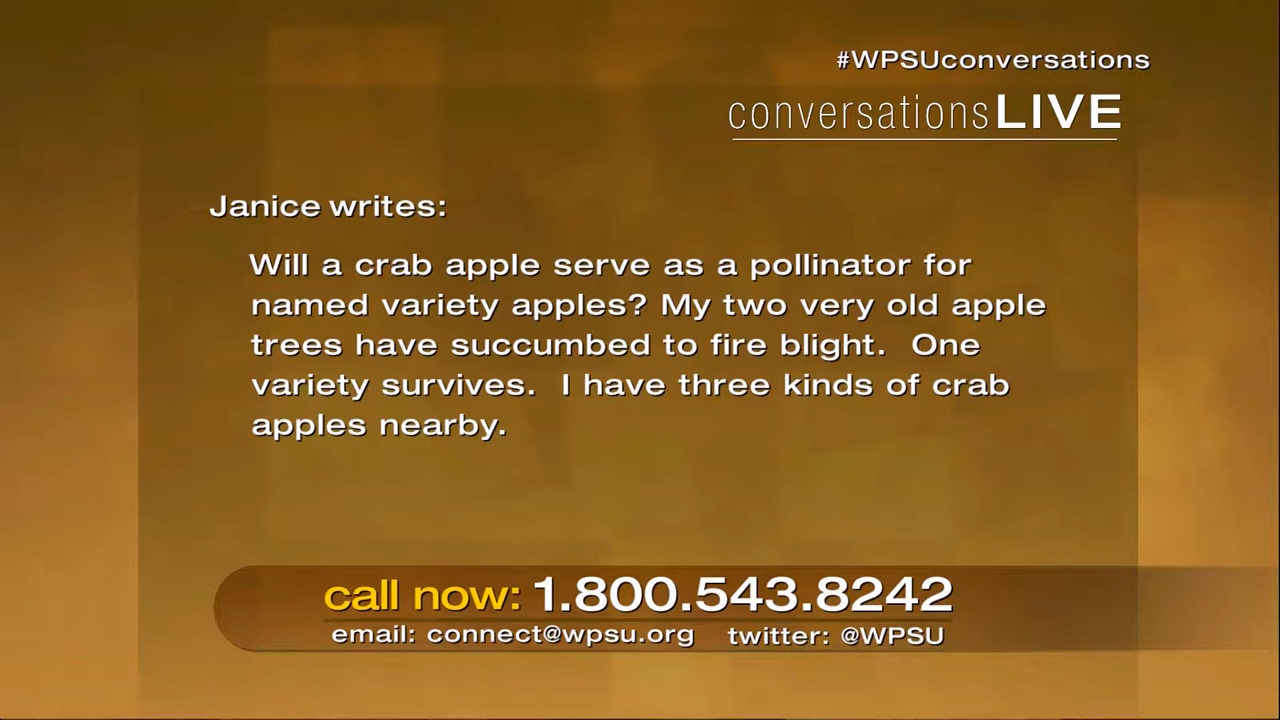 #WPSUconversations
conversationsLIVE
Janice writes:
Will a crab apple serve as a pollinator for
named variety apples? My two very old apple
trees have succumbed to fire blight.  One
variety survives.  I have three kinds of crab
apples nearby.
call now: 1.800.543.8242
email: connect@wpsu.org   twitter: @WPSU